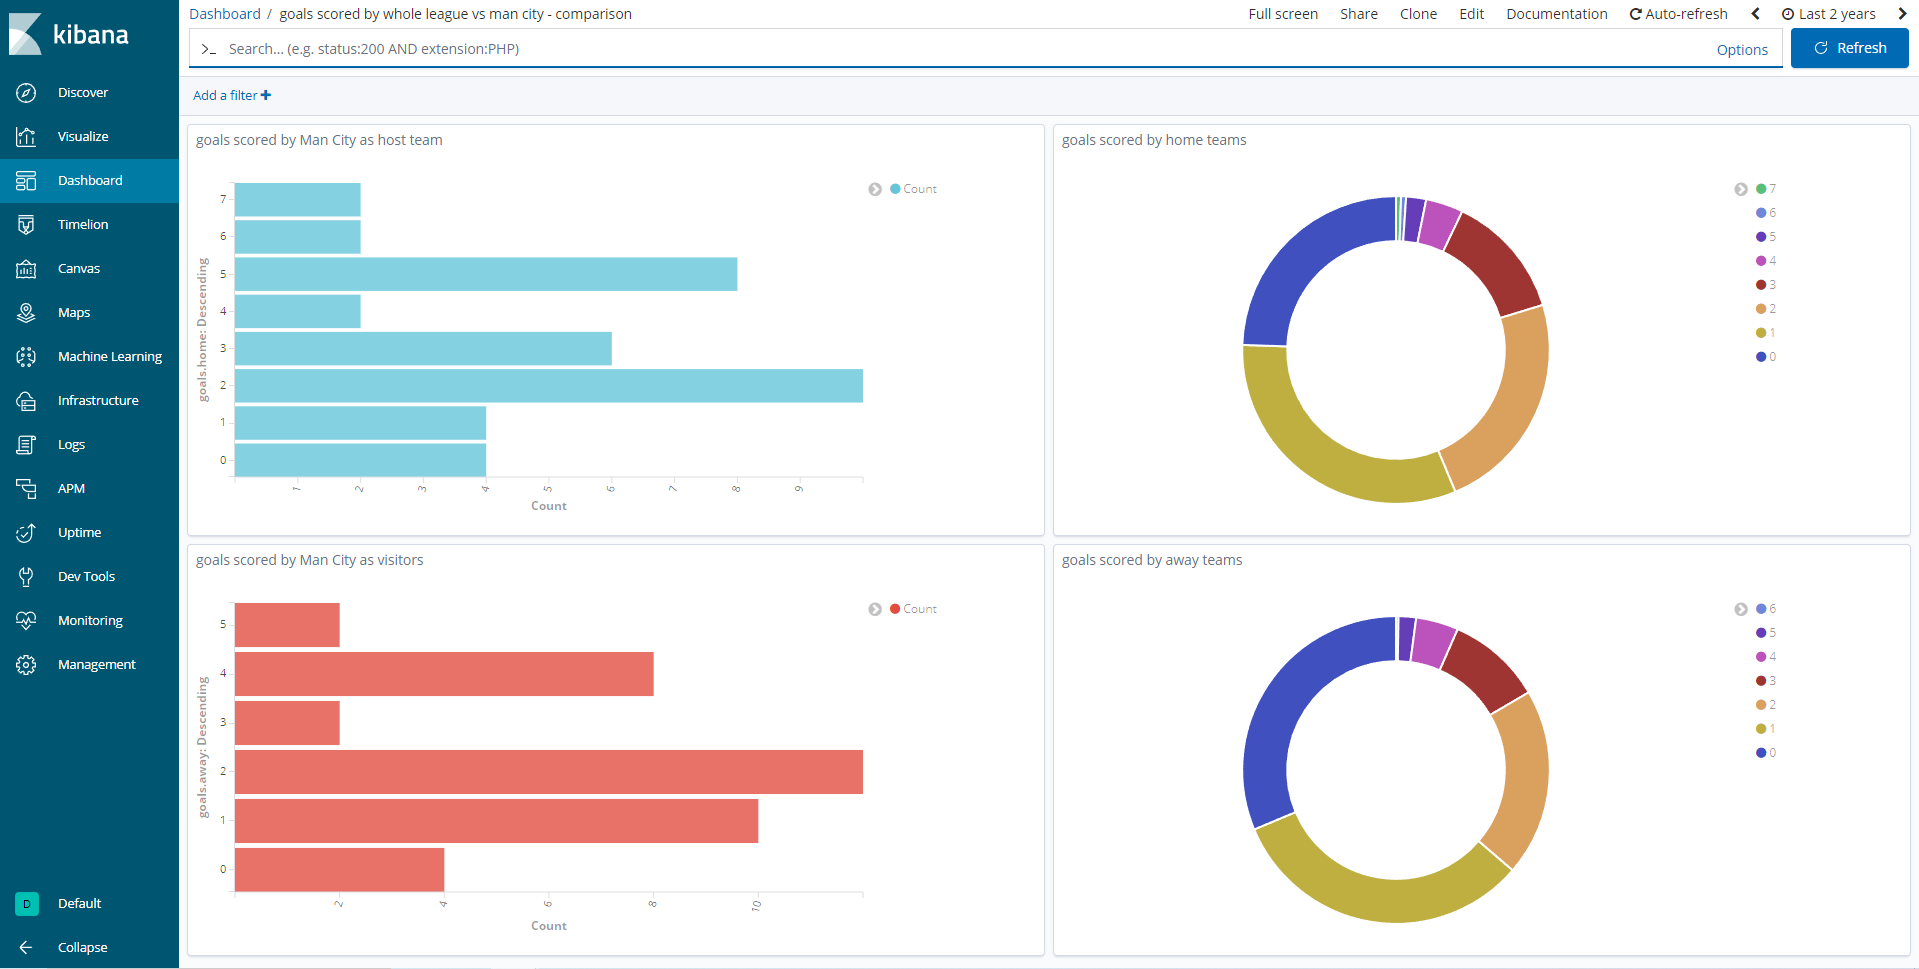 kibana
Discover
Visualize
Dashboard
Timelion
Canvas
Maps
Machine Learning
Infrastructure
Logs
APM
Uptime
Dev Tools
Monitoring
Management
D Default
Collapse
Dashboard / goals scored by whole league vs man city - comparison
Full screen Share Clone Edit Documentation Auto-refresh Last 2 years
>_ Search... (e.g. status:200 AND extension:PHP) Options Refresh
Add a filter +
goals scored by Man City as host team
Count
goals.home: Descending
7
6
5
4
3
2
1
0
1 2 3 4 5 6 7 8 9
Count
goals scored by home teams
7
6
5
4
3
2
1
0
goals scored by Man City as visitors
Count
goals.away: Descending
5
4
3
2
1
0
2 4 6 8 10
Count
goals scored by away teams
6
5
4
3
2
1
0